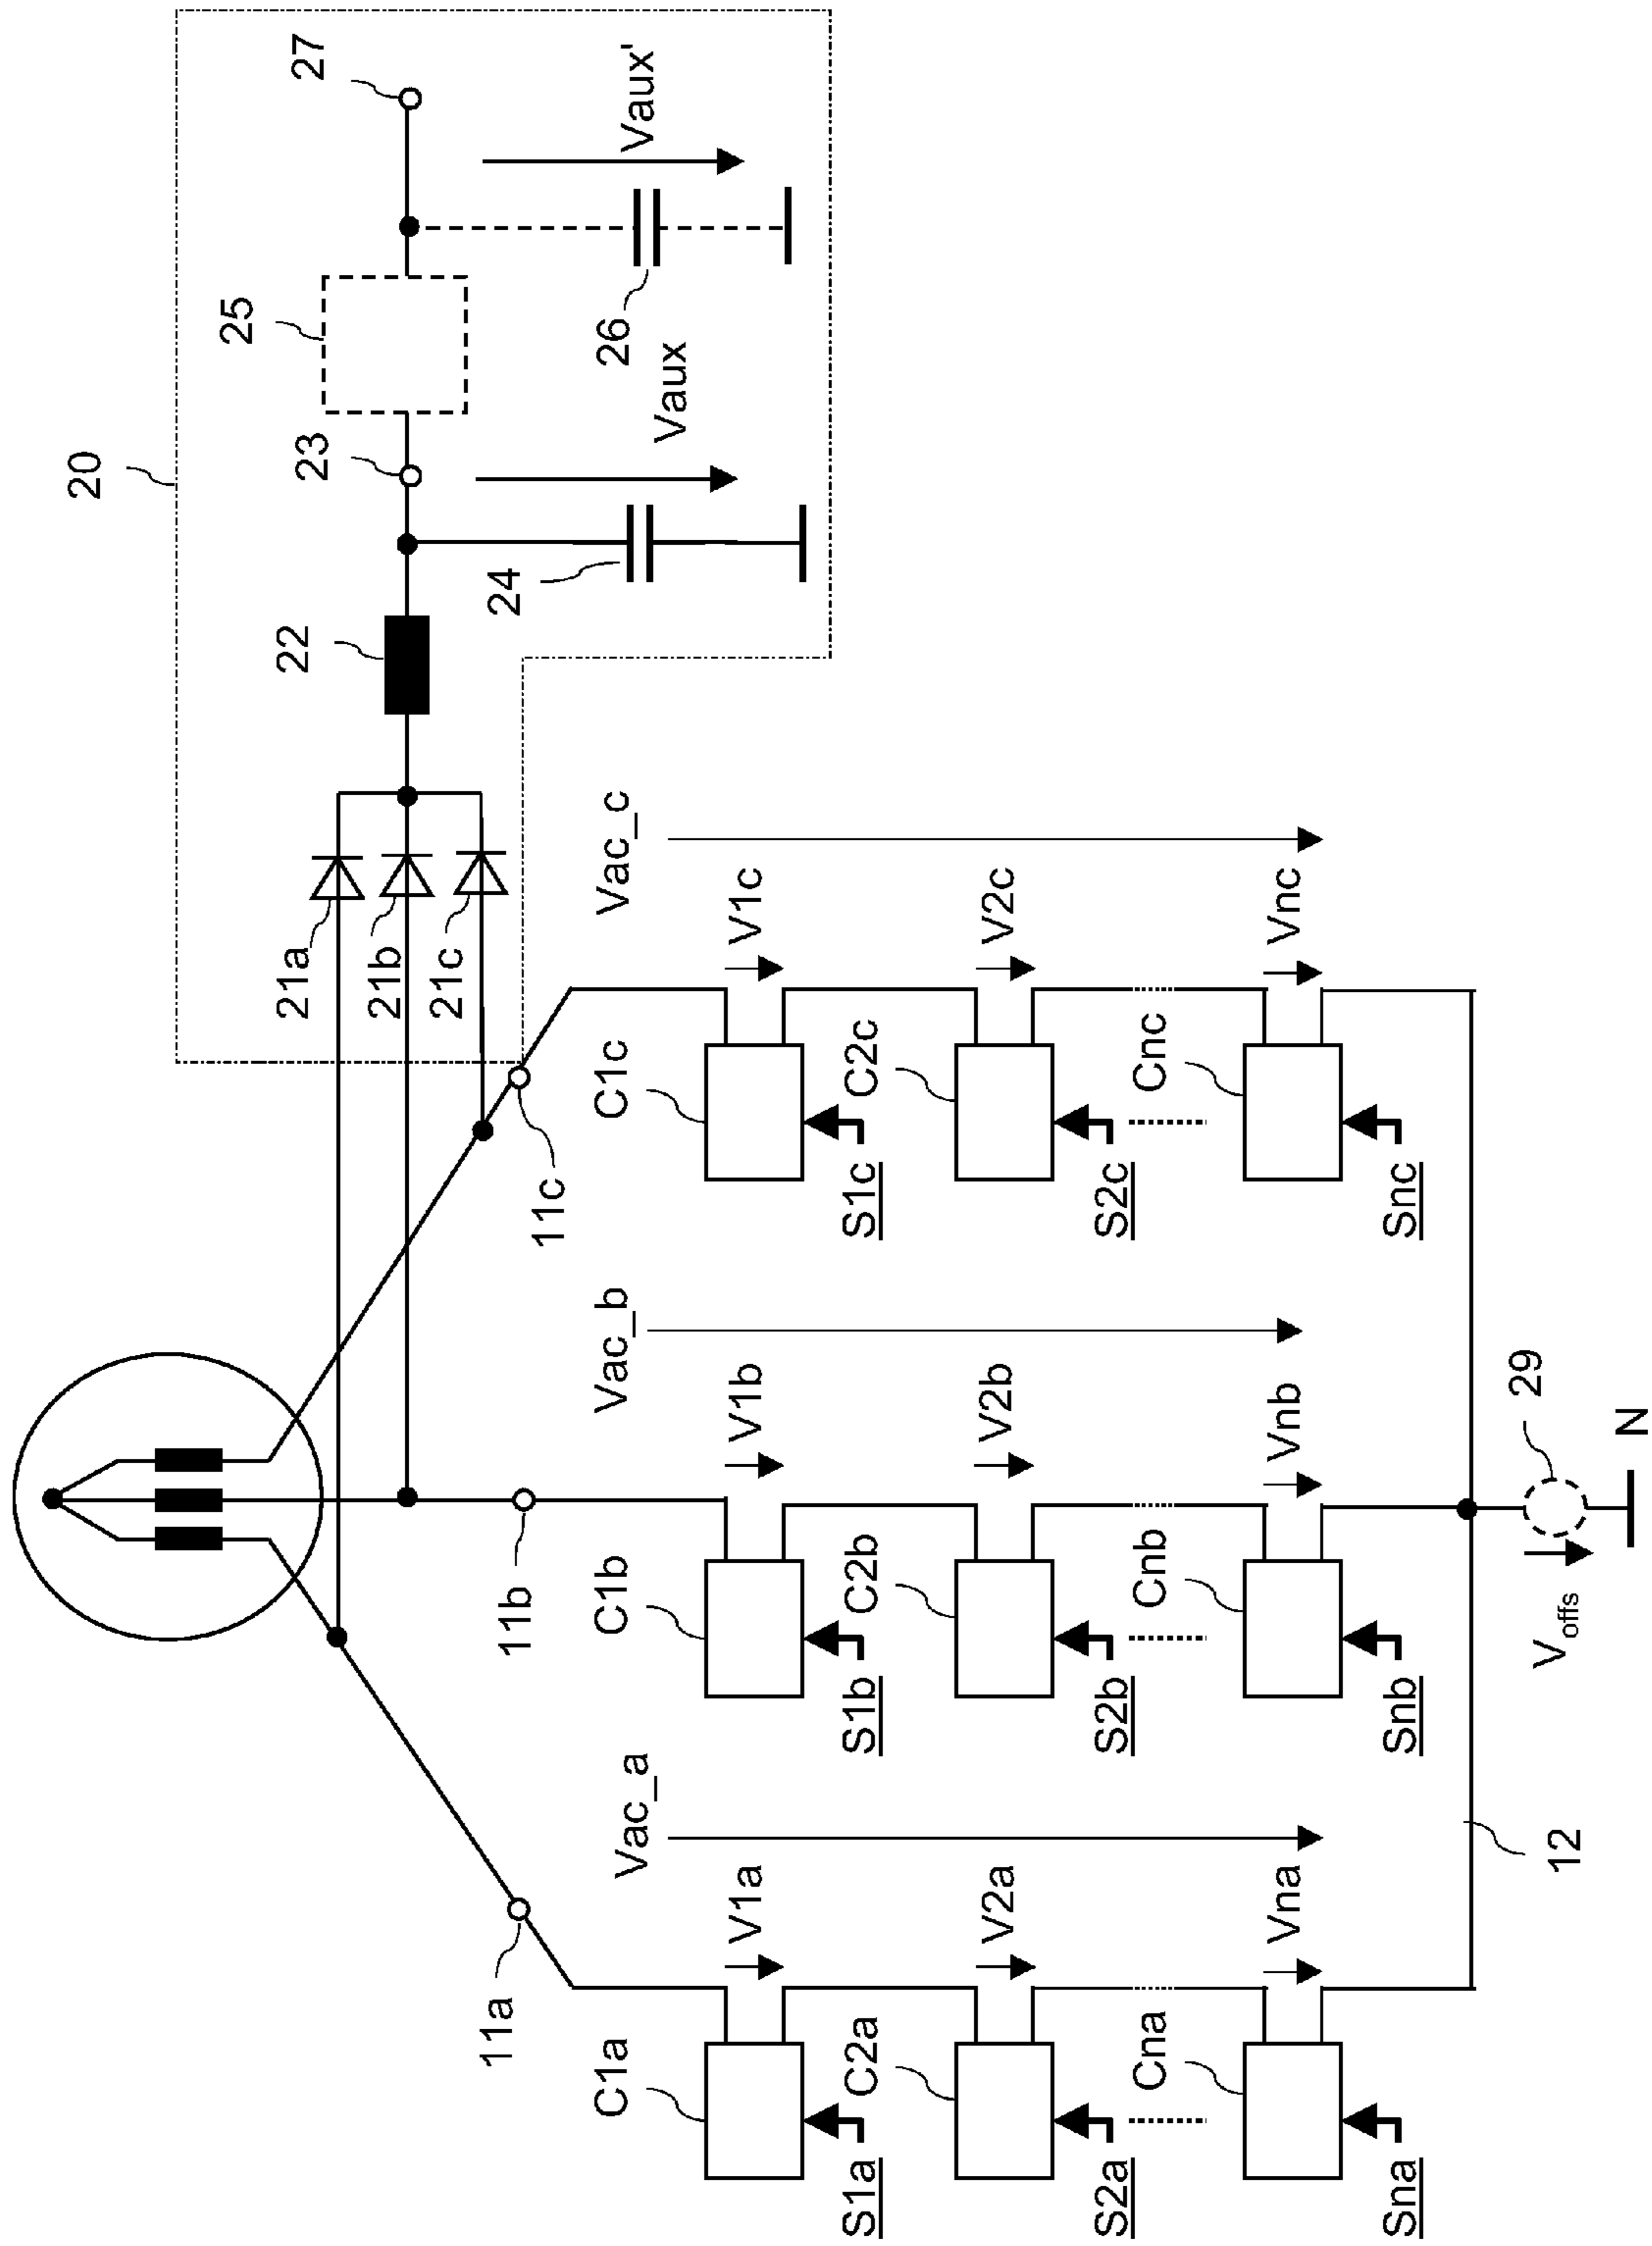 20
27
25
23
22
Vaux'
26
Vaux
24
21a
21b
21c
11a
11b
11c
Vac_a
Vac_b
Vac_c
C1a
V1a
C1b
V1b
C1c
V1c
S1a
S1b
S1c
C2a
V2a
C2b
V2b
C2c
V2c
S2a
S2b
S2c
Cna
Vna
Cnb
Vnb
Cnc
Vnc
Sna
Snb
Snc
12
Voffs
29
N